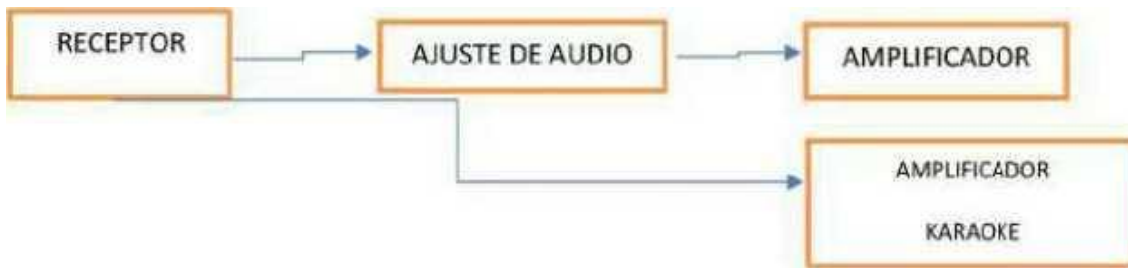 RECEPTOR
AJUSTE DE AUDIO
AMPLIFICADOR
AMPLIFICADOR
KARAOKE